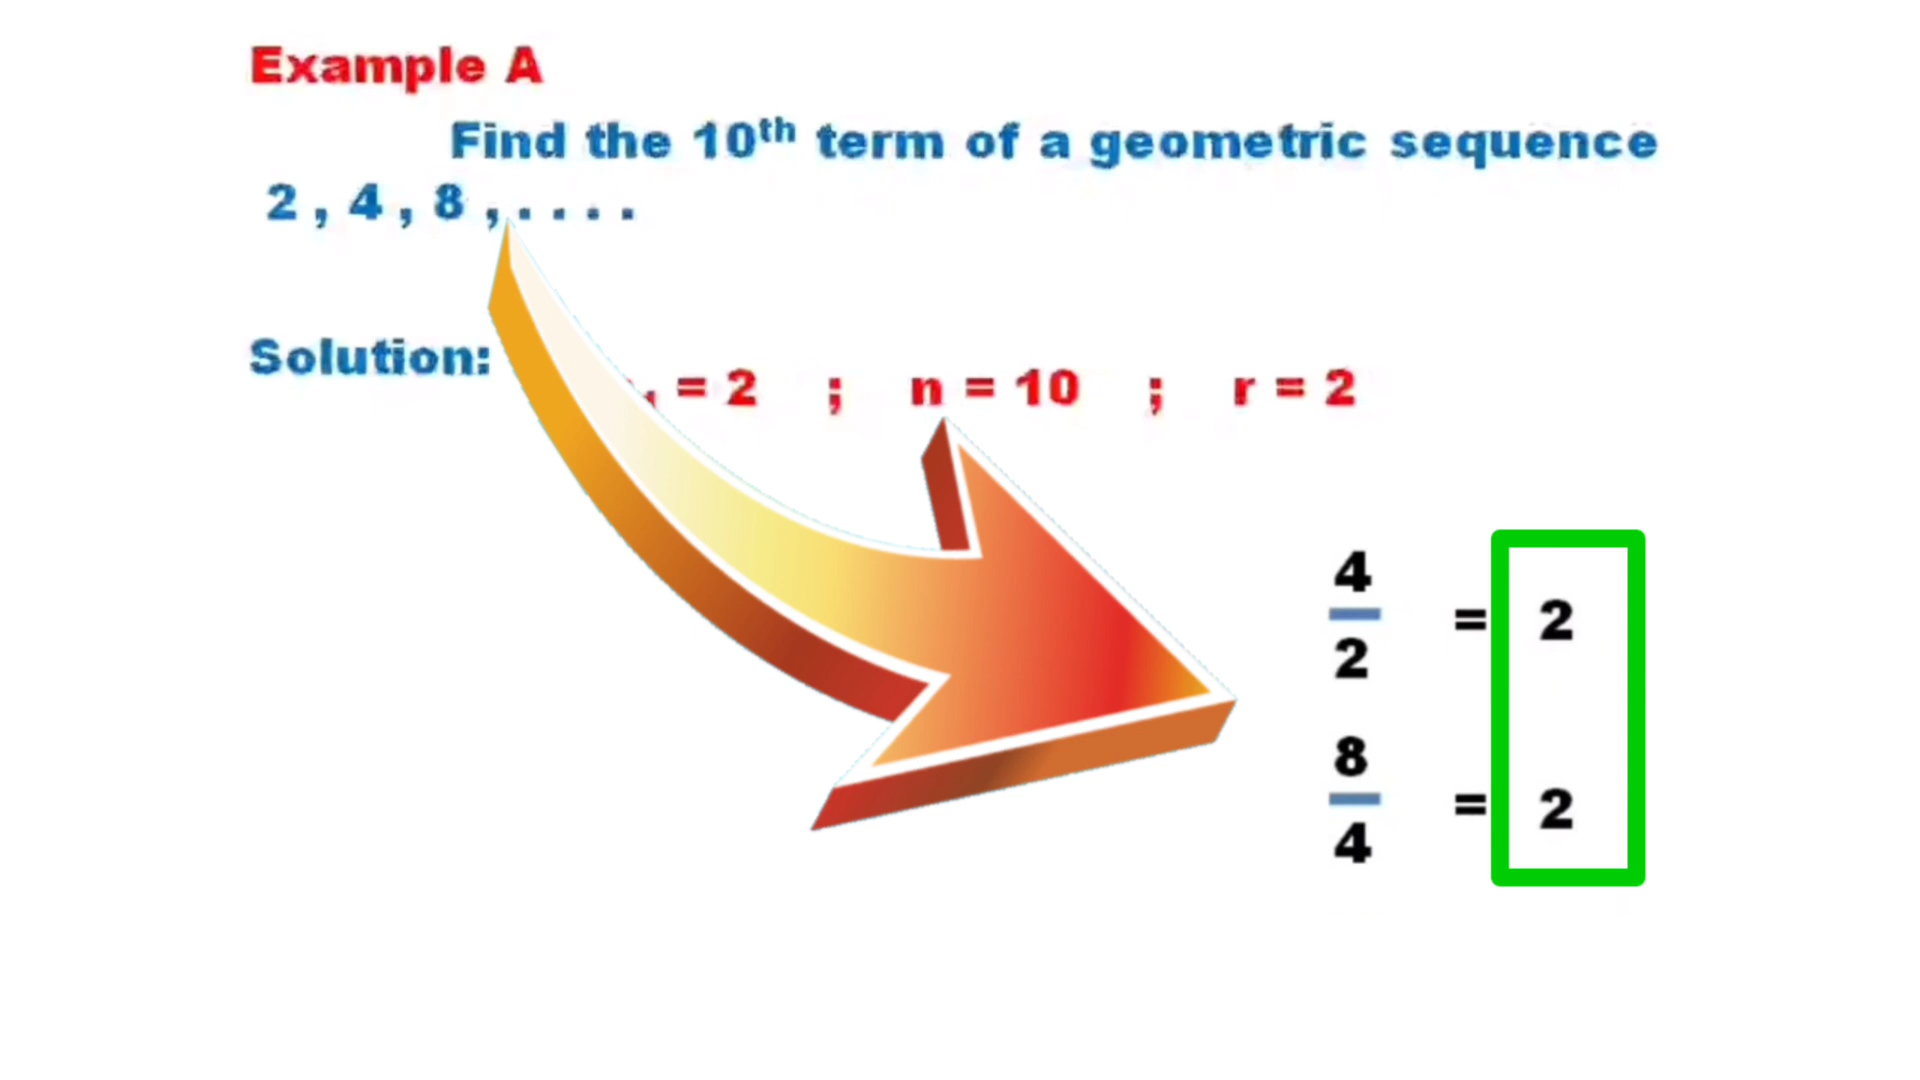 Example A
Find the 10th term of a geometric sequence
2 , 4 , 8 , . . . .
Solution:
= 2 ; n = 10 ; r = 2
4
= 2
2
8
= 2
4